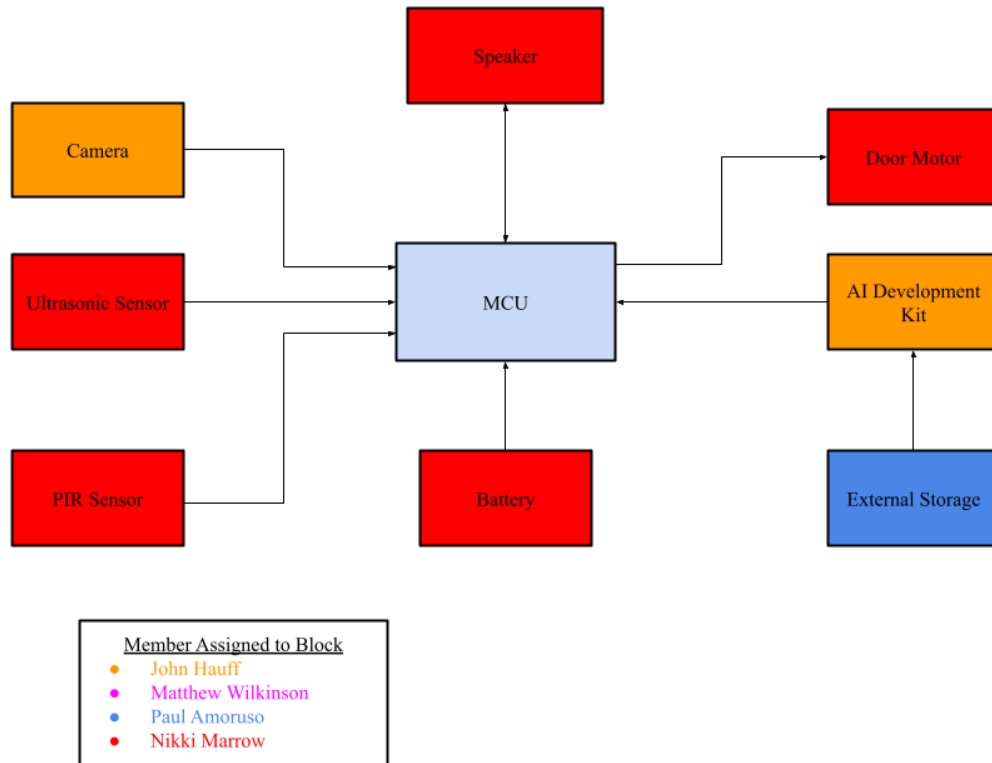 Speaker
Camera
Door Motor
Ultrasonic Sensor
MCU
AI Development
Kit
PIR Sensor
Battery
External Storage
Member Assigned to Block
John Hauff
Matthew Wilkinson
Paul Amoruso
Nikki Marrow